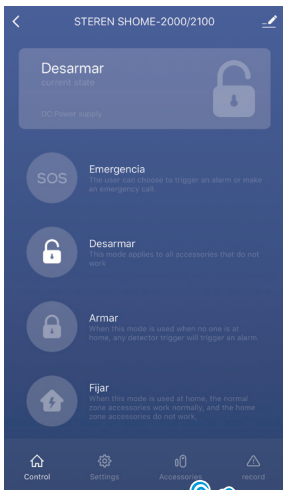 STEREN SHOME-2000/2100
Desarmar
current state
DC Power supply
SOS
Emergencia
The user can choose to trigger an alarm or make
an emergency call.
Desarmar
This mode applies to all accessories that do not
work
Armar
When this mode is used when no one is at
home, any detector trigger will trigger an alarm.
Fijar
When this mode is used at home, the normal
zone accessories work normally, and the home
zone accessories do not work,
Control
Settings
Accessories
record